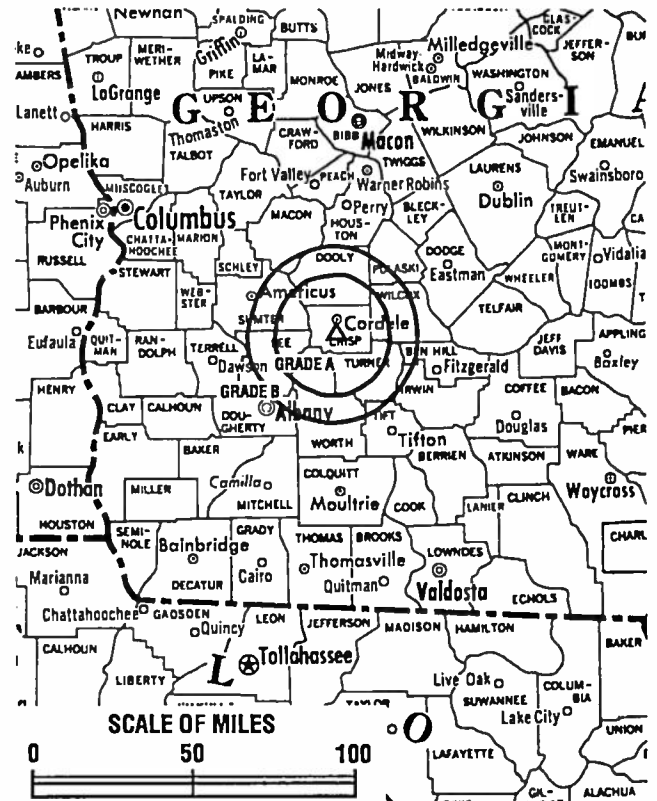 Newnan
SPALDING
BUTTS
GLAS-
COCK
JEFFER-
SON
MERI-
WETHER
Griffin
TROUP
PIKE
LA-
MAR
MONROE
JONES
Midway-
Hardwick
Milledgeville
BALDWIN
WASHINGTON
AMBERS
LaGrange
UPSON
GEORGI
Sanders-
ville
Lanett
HARRIS
Thomaston
TALBOT
CRAW-
FORD
BIBB
Macon
WILKINSON
JOHNSON
EMANUEL
Opelika
Auburn
TWIGGS
LAURENS
Swainsboro
MUSCOGEE
TAYLOR
Fort Valley
PEACH
Warner Robins
Dublin
Phenix
City
Columbus
MACON
Perry
HOUS-
TON
BLECK-
LEY
TREUT-
LEN
CHATTA-
HOOCHEE
MARION
RUSSELL
STEWART
SCHLEY
DOOLY
PULASKI
DODGE
Eastman
MONT-
GOMERY
Vidalia
WHEELER
TOOMBS
WEB-
STER
Americus
WILCOX
TELFAIR
BARBOUR
SUMTER
Cordele
Eufaula
QUIT-
MAN
RAN-
DOLPH
TERRELL
LEE
CRISP
BEN HILL
JEFF
DAVIS
APPLING
Dawson
GRADE A
TURNER
Fitzgerald
Baxley
HENRY
GRADE B
IRWIN
COFFEE
BACON
CLAY
CALHOUN
DOU-
GHERTY
Albany
TIFT
Douglas
PIER
EARLY
BAKER
WORTH
Tifton
BERRIEN
ATKINSON
WARE
COLQUITT
Dothan
MILLER
Camilla
MITCHELL
Moultrie
COOK
LANIER
CLINCH
Waycross
HOUSTON
SEMI-
NOLE
GRADY
THOMAS
BROOKS
LOWNDES
CHARL
JACKSON
Bainbridge
Marianna
DECATUR
Cairo
Thomasville
Quitman
Valdosta
ECHOLS
Chattahoochee
GADSDEN
Quincy
LEON
JEFFERSON
MADISON
HAMILTON
BAKER
CALHOUN
LIBERTY
L
Tallahassee
Live Oak
SUWANNEE
COLUM-
BIA
Lake City
TAYLOR
O
UNION
LAFAYETTE
GIL-
ALACHUA
SCALE OF MILES
0 50 100